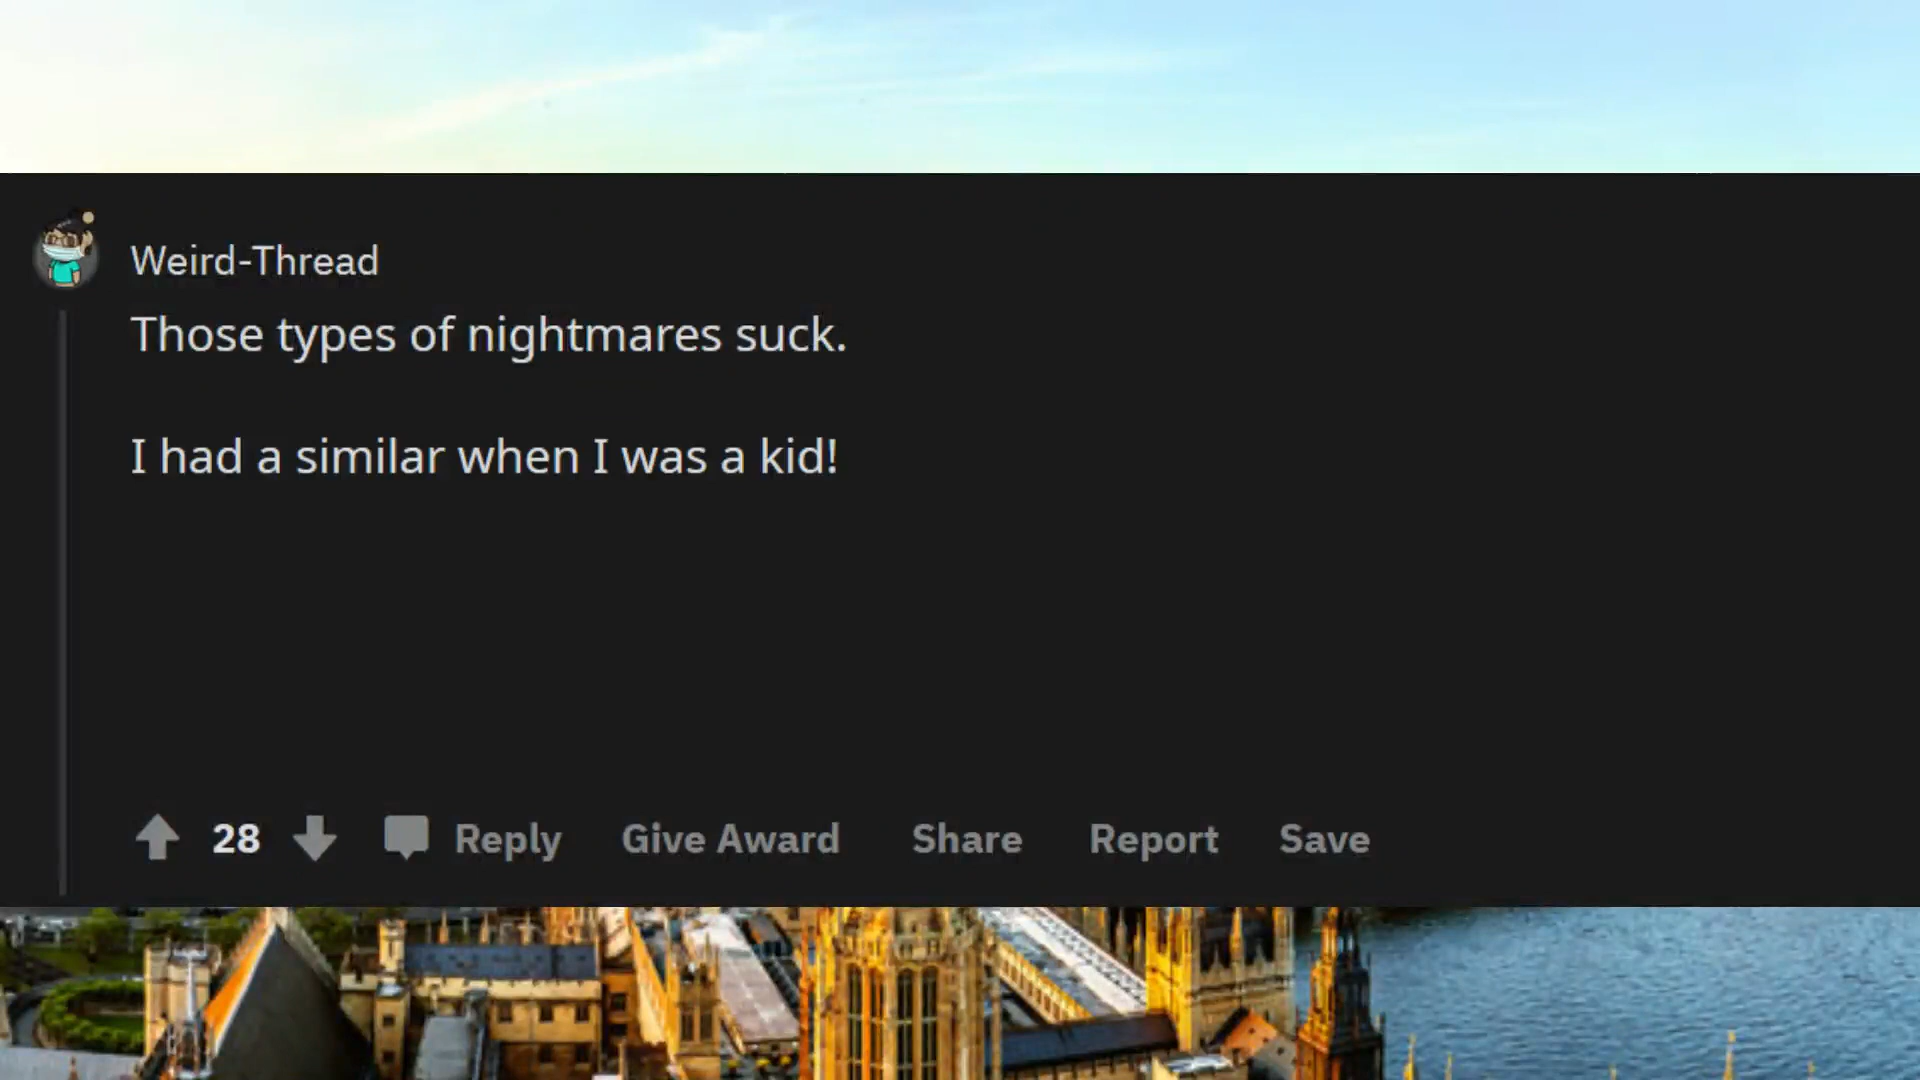 Weird-Thread
Those types of nightmares suck.
I had a similar when I was a kid!
28 Reply Give Award Share Report Save